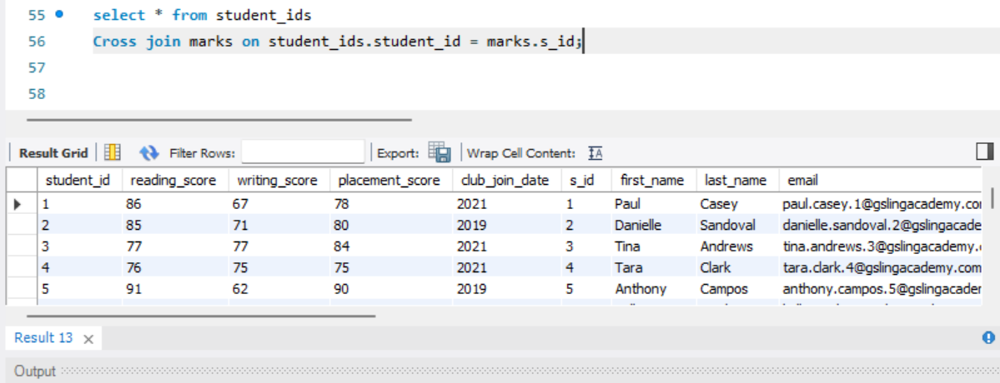 55 select * from student_ids
56 Cross join marks on student_ids.student_id = marks.s_id;
57
58
Result Grid Filter Rows: Export: Wrap Cell Content: IA
student_id reading_score writing_score placement_score club_join_date s_id first_name last_name email
1 86 67 78 2021 1 Paul Casey paul.casey.1@gslingacademy.com
2 85 71 80 2019 2 Danielle Sandoval danielle.sandoval.2@gslingacade
3 77 77 84 2021 3 Tina Andrews tina.andrews.3@gslingacademy.
4 76 75 75 2021 4 Tara Clark tara.clark.4@gslingacademy.com
5 91 62 90 2019 5 Anthony Campos anthony.campos.5@gslingacader
Result 13
Output